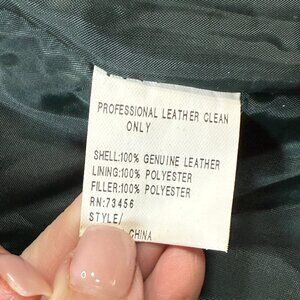 PROFESSIONAL LEATHER CLEAN
ONLY
SHELL:100% GENUINE LEATHER
LINING:100% POLYESTER
FILLER:100% POLYESTER
RN:73456
STYLE/
CHINA